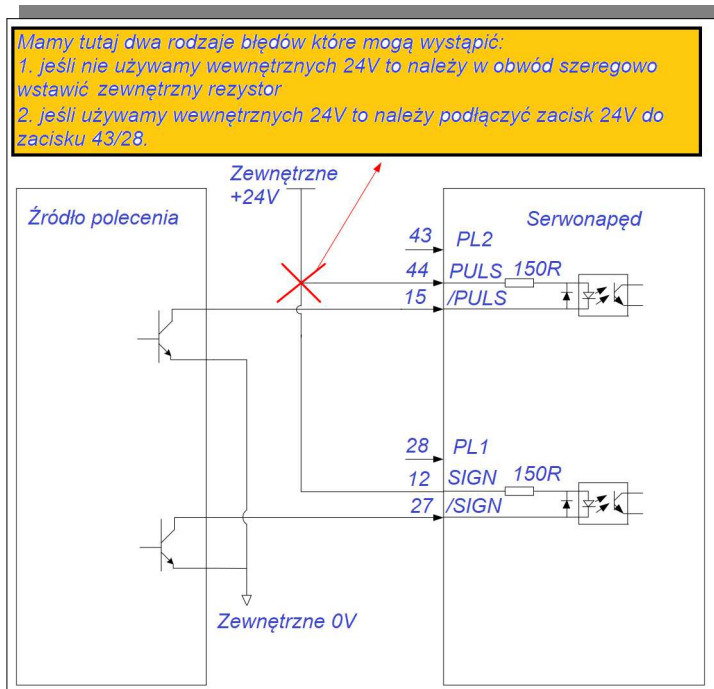 Mamy tutaj dwa rodzaje błędów które mogą wystąpić:
1. jeśli nie używamy wewnętrznych 24V to należy w obwód szeregowo
wstawić zewnętrzny rezystor
2. jeśli używamy wewnętrznych 24V to należy podłączyć zacisk 24V do
zacisku 43/28.
Zewnętrzne
+24V
Źródło polecenia
Serwonapęd
43 PL2
44 PULS 150R
15 /PULS
28 PL1
12 SIGN 150R
27 /SIGN
Zewnętrzne 0V